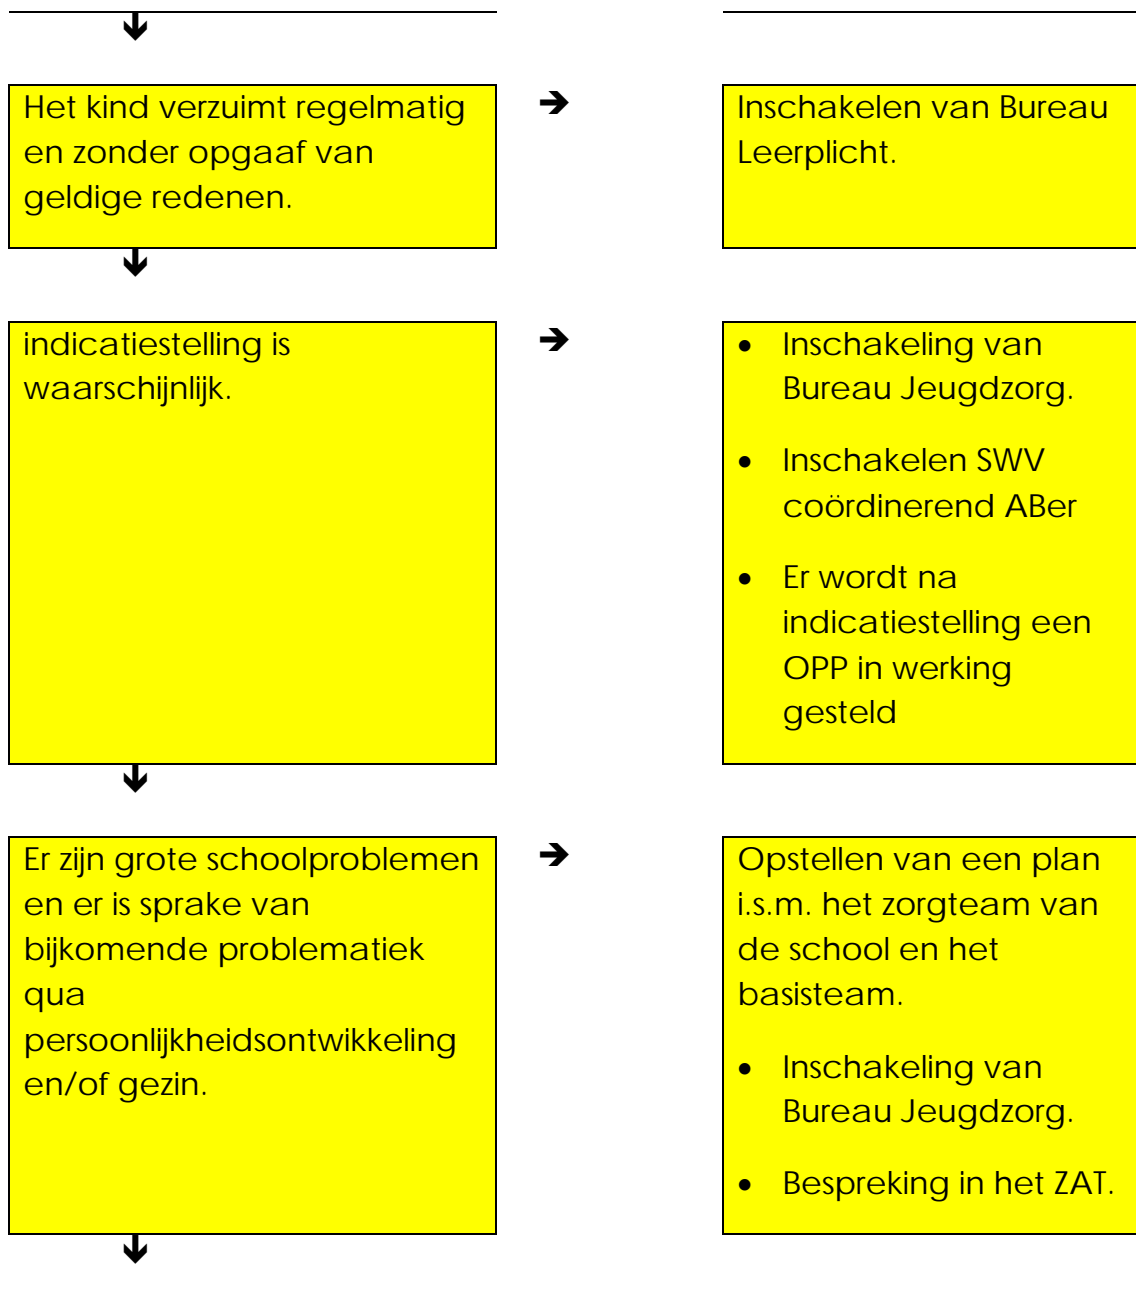 Het kind verzuimt regelmatig
en zonder opgaaf van
geldige redenen.
Inschakelen van Bureau
Leerplicht.
indicatiestelling is
waarschijnlijk.
• Inschakeling van
Bureau Jeugdzorg.
• Inschakelen SWV
coördinerend ABer
• Er wordt na
indicatiestelling een
OPP in werking
gesteld
Er zijn grote schoolproblemen
en er is sprake van
bijkomende problematiek
qua
persoonlijkheidsontwikkeling
en/of gezin.
Opstellen van een plan
i.s.m. het zorgteam van
de school en het
basisteam.
• Inschakeling van
Bureau Jeugdzorg.
• Bespreking in het ZAT.